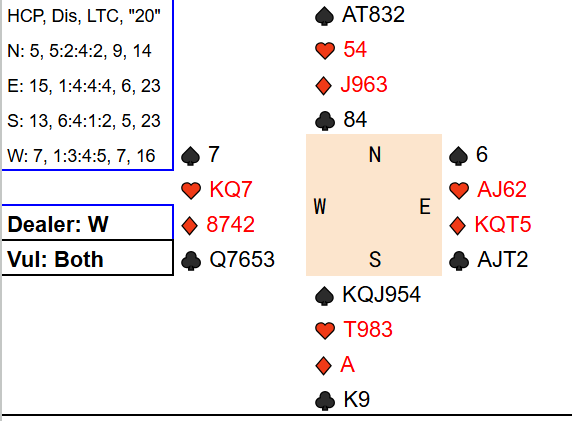 HCP, Dis, LTC, "20"
N: 5, 5:2:4:2, 9, 14
E: 15, 1:4:4:4, 6, 23
S: 13, 6:4:1:2, 5, 23
W: 7, 1:3:4:5, 7, 16
Dealer: W
Vul: Both
♠ AT832
♥ 54
♦ J963
♣ 84
♠ 7
♥ KQ7
♦ 8742
♣ Q7653
N
W E
S
♠ 6
♥ AJ62
♦ KQT5
♣ AJT2
♠ KQJ954
♥ T983
♦ A
♣ K9